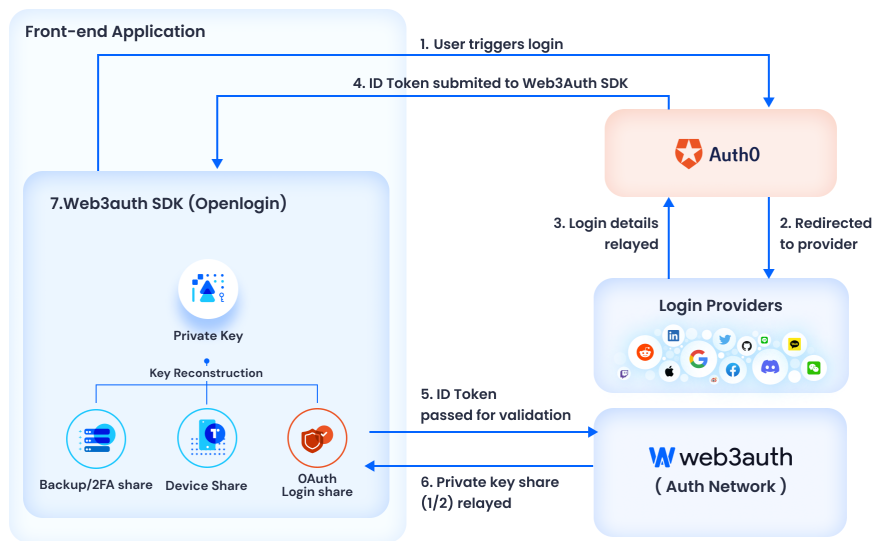 Front-end Application
1. User triggers login
4. ID Token submited to Web3Auth SDK
Auth0
7.Web3auth SDK (Openlogin)
3. Login details
relayed
2. Redirected
to provider
Login Providers
Private Key
Key Reconstruction
Backup/2FA share
Device Share
OAuth
Login share
5. ID Token
passed for validation
6. Private key share
(1/2) relayed
web3auth
( Auth Network )